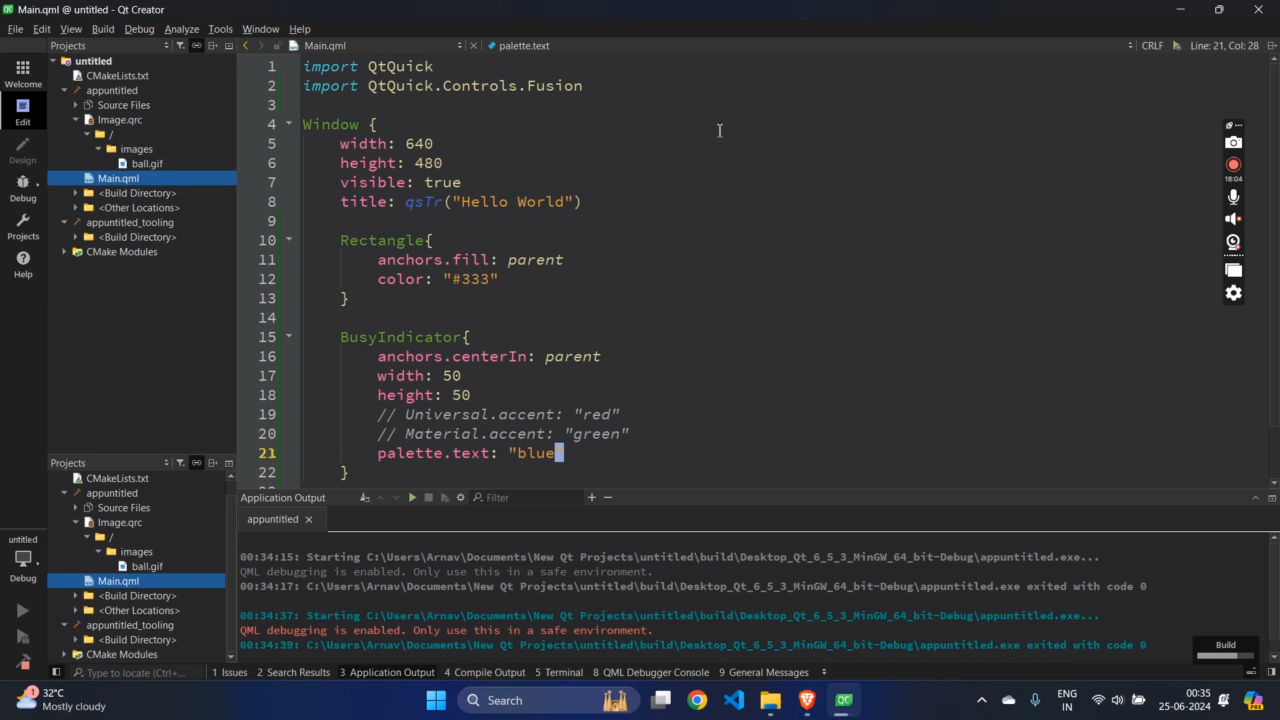 Main.qml @ untitled - Qt Creator
File Edit View Build Debug Analyze Tools Window Help
Projects
Main.qml
palette.text
CRLF
Line: 21, Col: 28
Welcome
Edit
Design
Debug
Projects
Help
untitled
CMakeLists.txt
appuntitled
Source Files
Image.qrc
/
images
ball.gif
Main.qml
<Build Directory>
<Other Locations>
appuntitled_tooling
<Build Directory>
CMake Modules
1 import QtQuick
2 import QtQuick.Controls.Fusion
3
4 Window {
5 width: 640
6 height: 480
7 visible: true
8 title: qsTr("Hello World")
9
10 Rectangle{
11 anchors.fill: parent
12 color: "#333"
13 }
14
15 BusyIndicator{
16 anchors.centerIn: parent
17 width: 50
18 height: 50
19 // Universal.accent: "red"
20 // Material.accent: "green"
21 palette.text: "blue
22 }
18:04
Projects
CMakeLists.txt
appuntitled
Source Files
Image.qrc
/
images
ball.gif
Main.qml
<Build Directory>
<Other Locations>
appuntitled_tooling
<Build Directory>
CMake Modules
untitled
Debug
Application Output
Filter
appuntitled
00:34:15: Starting C:\Users\Arnav\Documents\New Qt Projects\untitled\build\Desktop_Qt_6_5_3_MinGW_64_bit-Debug\appuntitled.exe...
QML debugging is enabled. Only use this in a safe environment.
00:34:17: C:\Users\Arnav\Documents\New Qt Projects\untitled\build\Desktop_Qt_6_5_3_MinGW_64_bit-Debug\appuntitled.exe exited with code 0
00:34:37: Starting C:\Users\Arnav\Documents\New Qt Projects\untitled\build\Desktop_Qt_6_5_3_MinGW_64_bit-Debug\appuntitled.exe...
QML debugging is enabled. Only use this in a safe environment.
00:34:39: C:\Users\Arnav\Documents\New Qt Projects\untitled\build\Desktop_Qt_6_5_3_MinGW_64_bit-Debug\appuntitled.exe exited with code 0
Build
Type to locate (Ctrl+...
1 Issues 2 Search Results 3 Application Output 4 Compile Output 5 Terminal 8 QML Debugger Console 9 General Messages
1
32°C
Mostly cloudy
Search
ENG
IN
00:35
25-06-2024